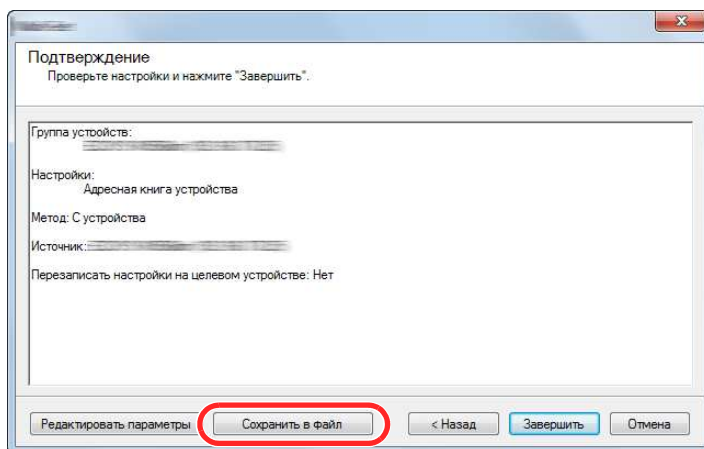 Подтверждение
Проверьте настройки и нажмите "Завершить".
Группа устройств:
Настройки:
Адресная книга устройства
Метод: С устройства
Источник:
Перезаписать настройки на целевом устройстве: Нет
Редактировать параметры Сохранить в файл < Назад Завершить Отмена